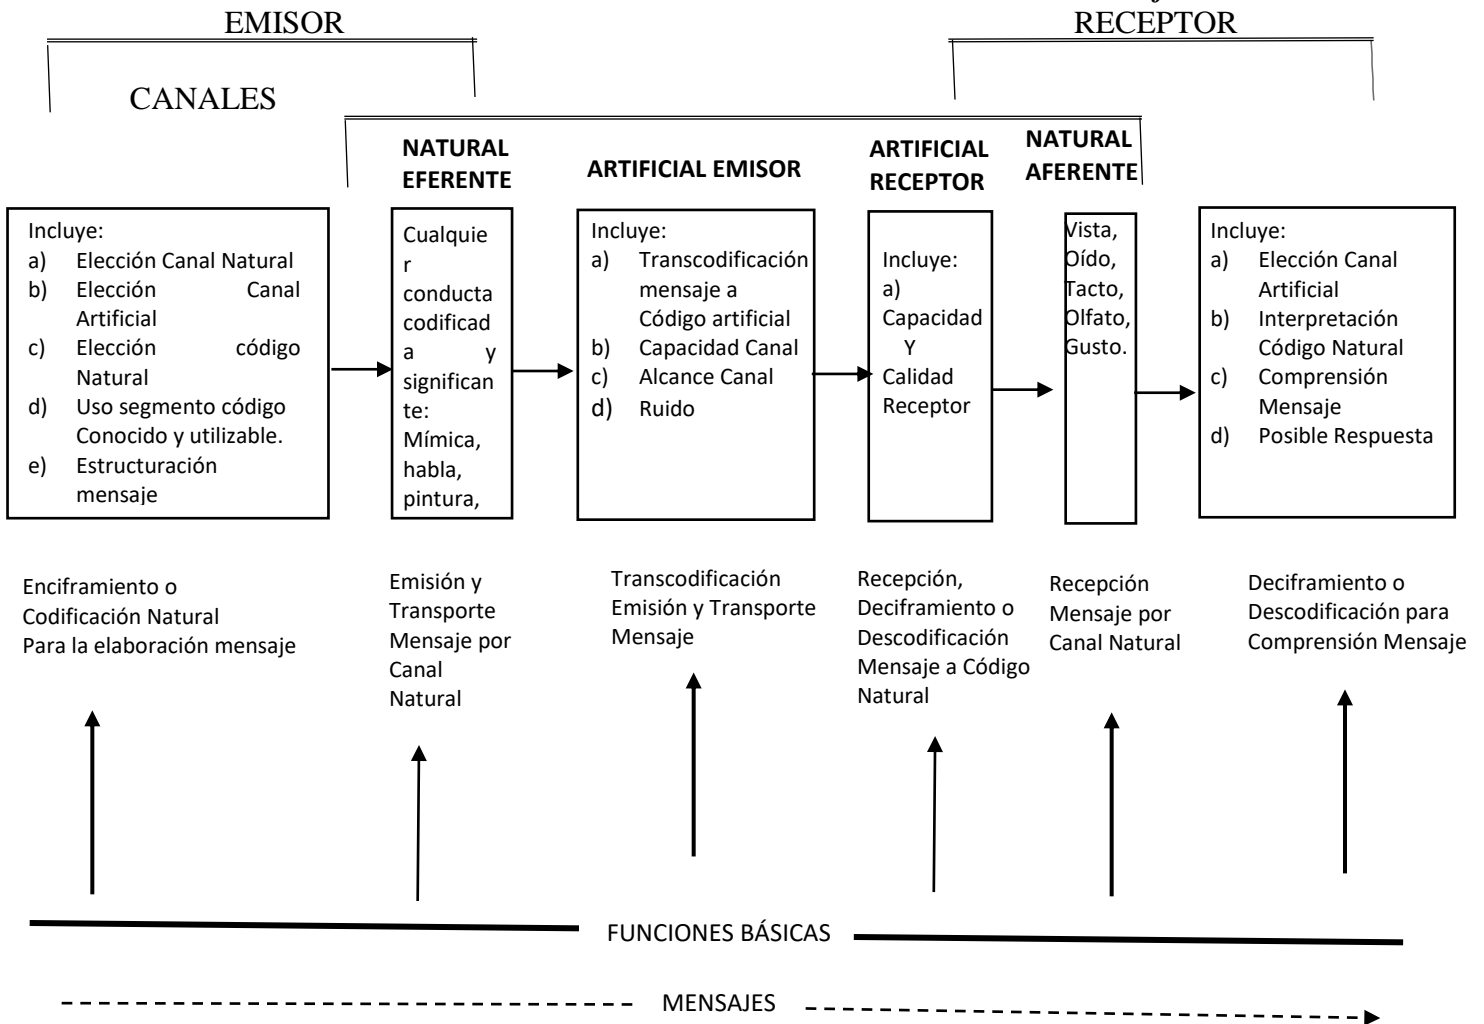 EMISOR
RECEPTOR
CANALES
NATURAL
EFERENTE
ARTIFICIAL EMISOR
ARTIFICIAL
RECEPTOR
NATURAL
AFERENTE
Incluye:
a) Elección Canal Natural
b) Elección Canal
Artificial
c) Elección código
Natural
d) Uso segmento código
Conocido y utilizable.
e) Estructuración
mensaje
Cualquie
r
conducta
codificad
a y
significan
te:
Mímica,
habla,
pintura,
Incluye:
a) Transcodificación
mensaje a
Código artificial
b) Capacidad Canal
c) Alcance Canal
d) Ruido
Incluye:
a)
Capacidad
Y
Calidad
Receptor
Vista,
Oído,
Tacto,
Olfato,
Gusto.
Incluye:
a) Elección Canal
Artificial
b) Interpretación
Código Natural
c) Comprensión
Mensaje
d) Posible Respuesta
Enciframiento o
Codificación Natural
Para la elaboración mensaje
Emisión y
Transporte
Mensaje por
Canal
Natural
Transcodificación
Emisión y Transporte
Mensaje
Recepción,
Deciframiento o
Descodificación
Mensaje a Código
Natural
Recepción
Mensaje por
Canal Natural
Deciframiento o
Descodificación para
Comprensión Mensaje
FUNCIONES BÁSICAS
MENSAJES